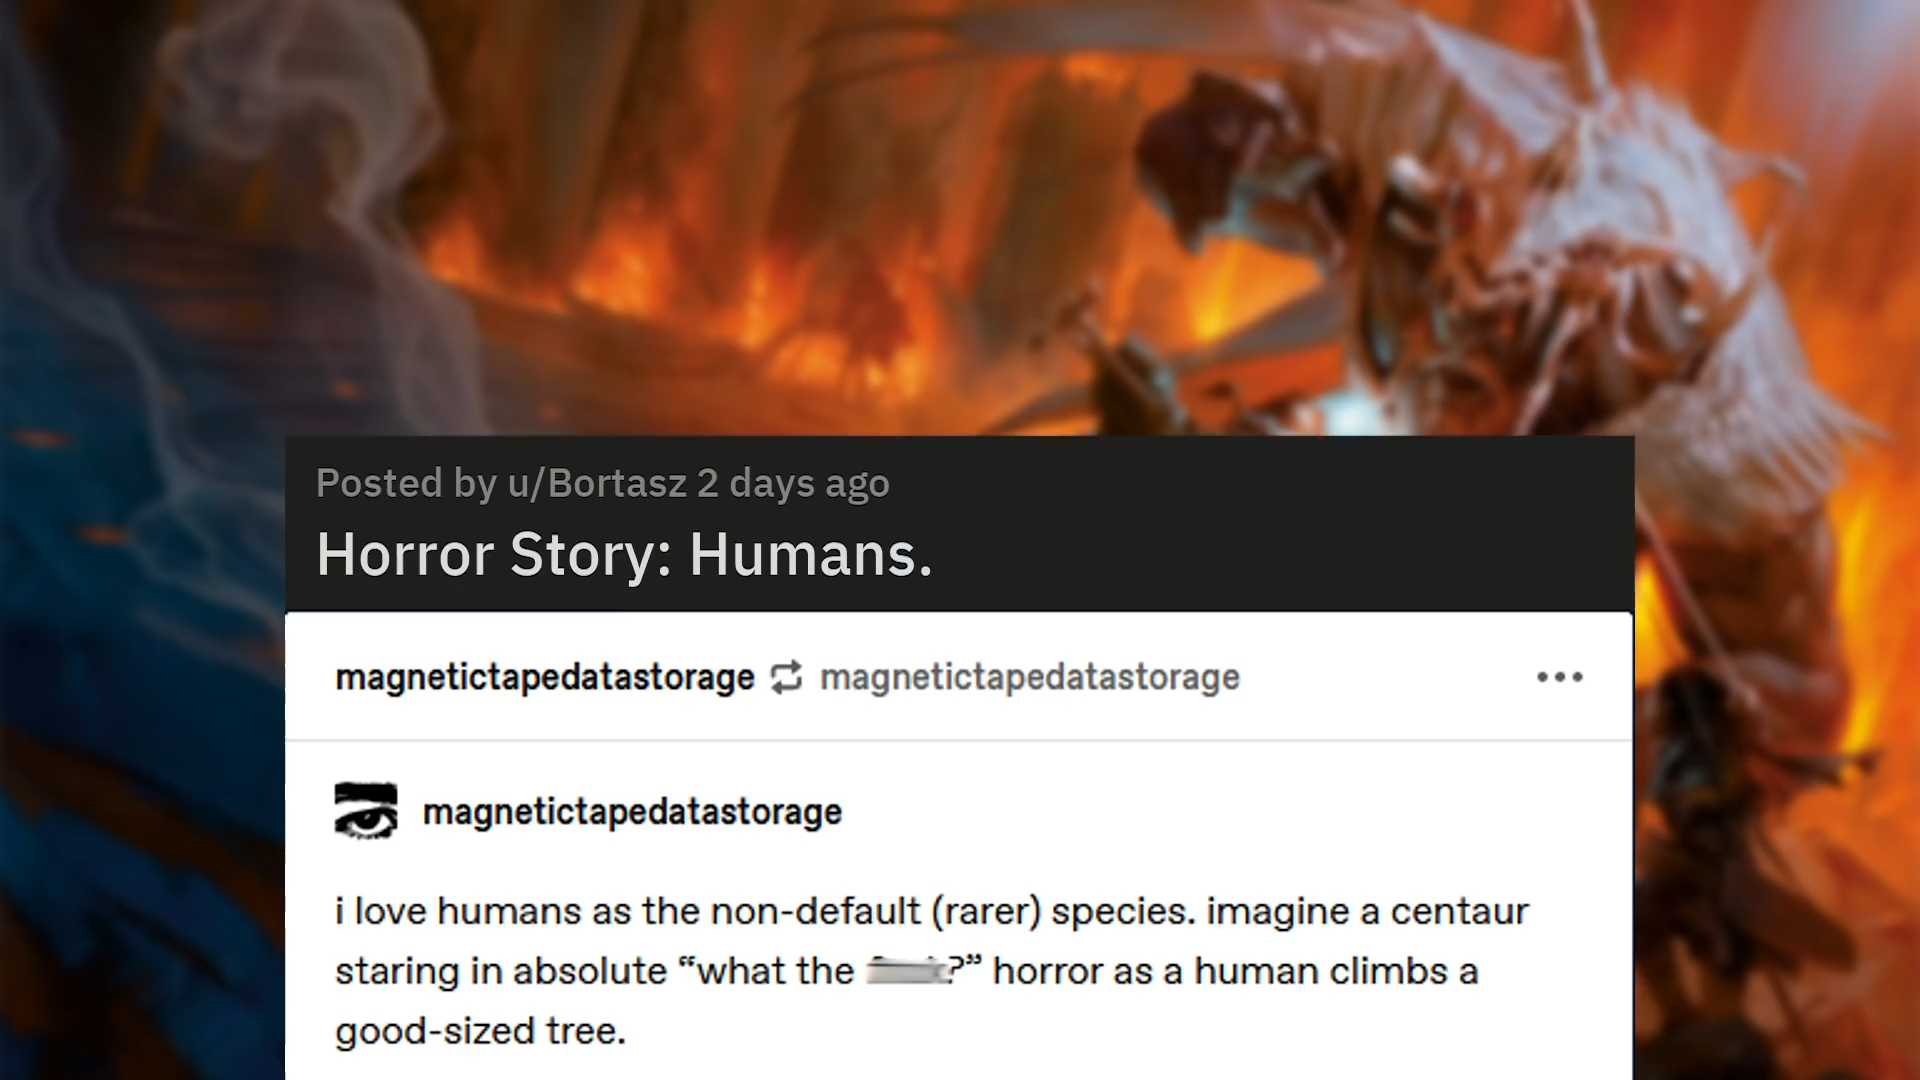 Posted by u/Bortasz 2 days ago
Horror Story: Humans.
magnetictapedatastorage magnetictapedatastorage
magnetictapedatastorage
i love humans as the non-default (rarer) species. imagine a centaur
staring in absolute “what the ?” horror as a human climbs a
good-sized tree.